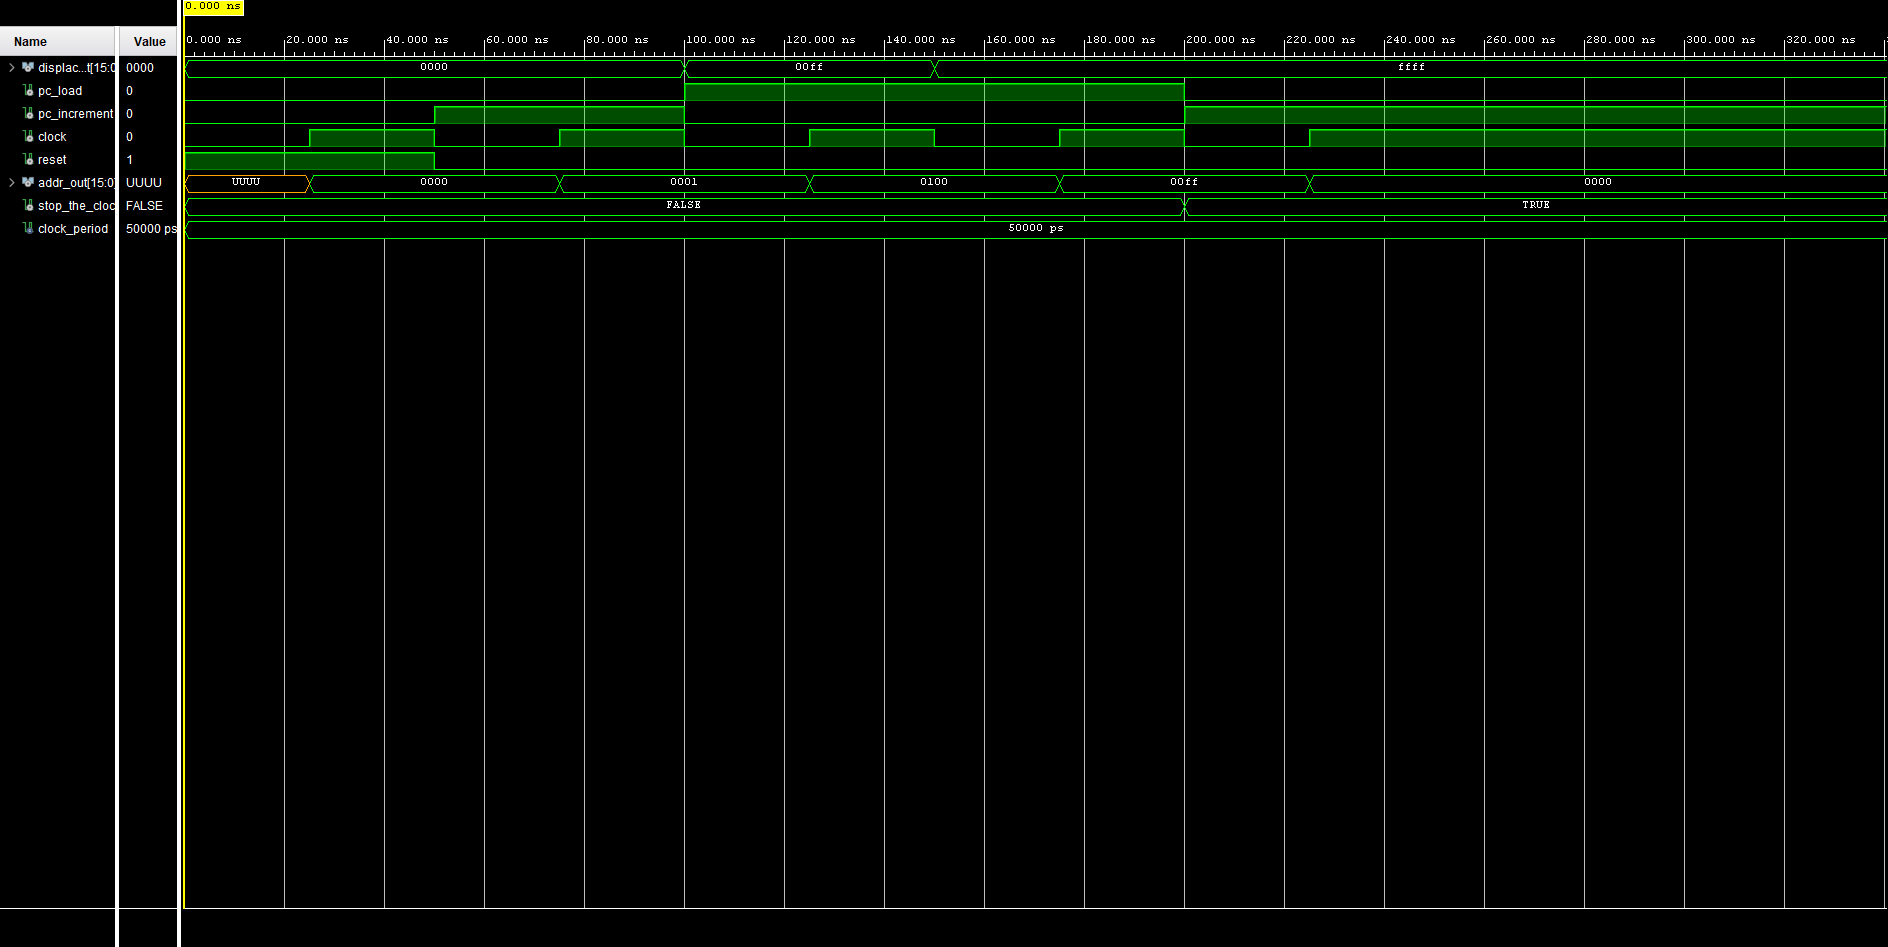 0.000 ns
Name Value
0.000 ns 20.000 ns 40.000 ns 60.000 ns 80.000 ns 100.000 ns 120.000 ns 140.000 ns 160.000 ns 180.000 ns 200.000 ns 220.000 ns 240.000 ns 260.000 ns 280.000 ns 300.000 ns 320.000 ns
displac...t[15:0 0000 0000 00ff ffff
pc_load 0
pc_increment 0
clock 0
reset 1
addr_out[15:0] UUUU UUUU 0000 0001 0100 00ff 0000
stop_the_cloc FALSE FALSE TRUE
clock_period 50000 ps 50000 ps